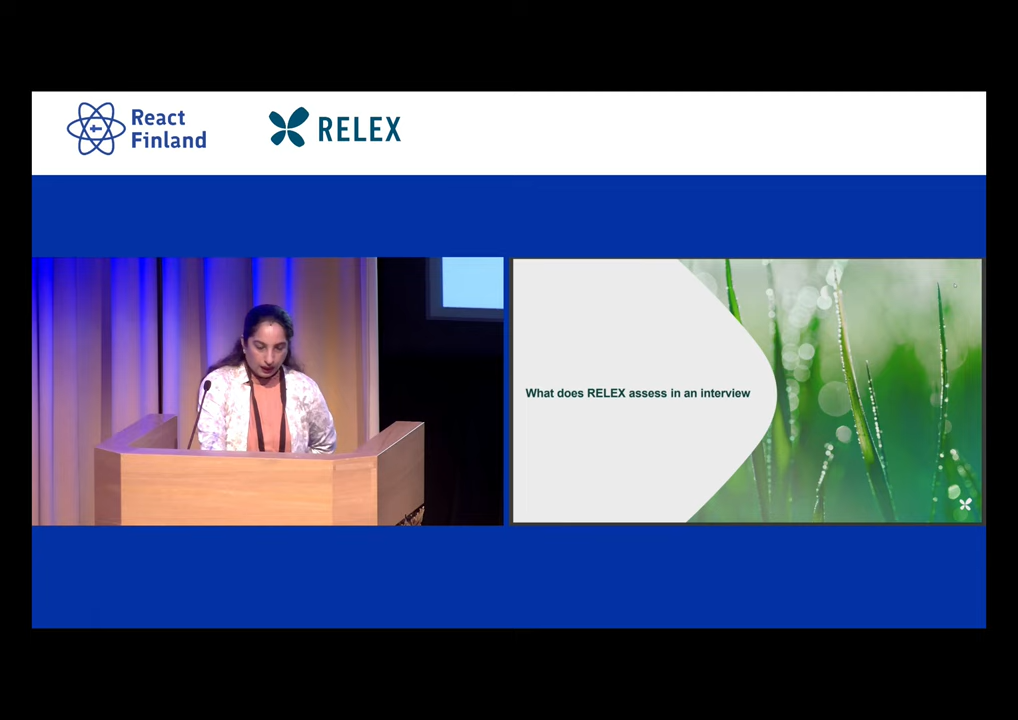 React
Finland
RELEX
What does RELEX assess in an interview